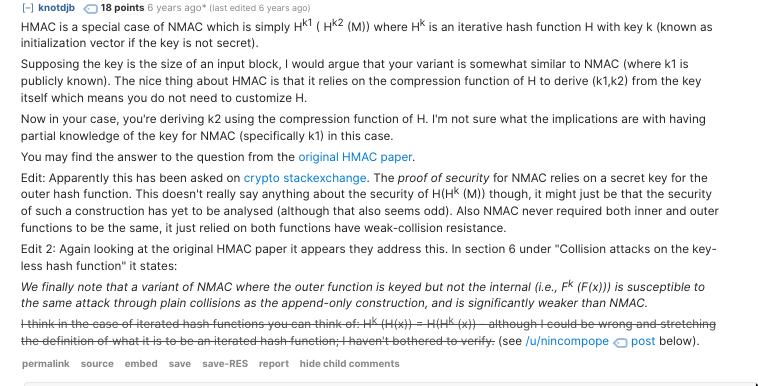 [–] knotdjb 18 points 6 years ago* (last edited 6 years ago)
HMAC is a special case of NMAC which is simply H^k1 ( H^k2 (M)) where H^k is an iterative hash function H with key k (known as
initialization vector if the key is not secret).
Supposing the key is the size of an input block, I would argue that your variant is somewhat similar to NMAC (where k1 is
publicly known). The nice thing about HMAC is that it relies on the compression function of H to derive (k1,k2) from the key
itself which means you do not need to customize H.
Now in your case, you're deriving k2 using the compression function of H. I'm not sure what the implications are with having
partial knowledge of the key for NMAC (specifically k1) in this case.
You may find the answer to the question from the original HMAC paper.
Edit: Apparently this has been asked on crypto stackexchange. The proof of security for NMAC relies on a secret key for the
outer hash function. This doesn't really say anything about the security of H(H^k (M)) though, it might just be that the security
of such a construction has yet to be analysed (although that also seems odd). Also NMAC never required both inner and outer
functions to be the same, it just relied on both functions have weak-collision resistance.
Edit 2: Again looking at the original HMAC paper it appears they address this. In section 6 under "Collision attacks on the key-
less hash function" it states:
We finally note that a variant of NMAC where the outer function is keyed but not the internal (i.e., F^k (F(x))) is susceptible to
the same attack through plain collisions as the append-only construction, and is significantly weaker than NMAC.
I think in the case of iterated hash functions you can think of: H^k (H(x)) = H(H^k (x)) - although I could be wrong and stretching
the definition of what it is to be an iterated hash function; I haven't bothered to verify. (see /u/nincompope post below).
permalink source embed save save-RES report hide child comments